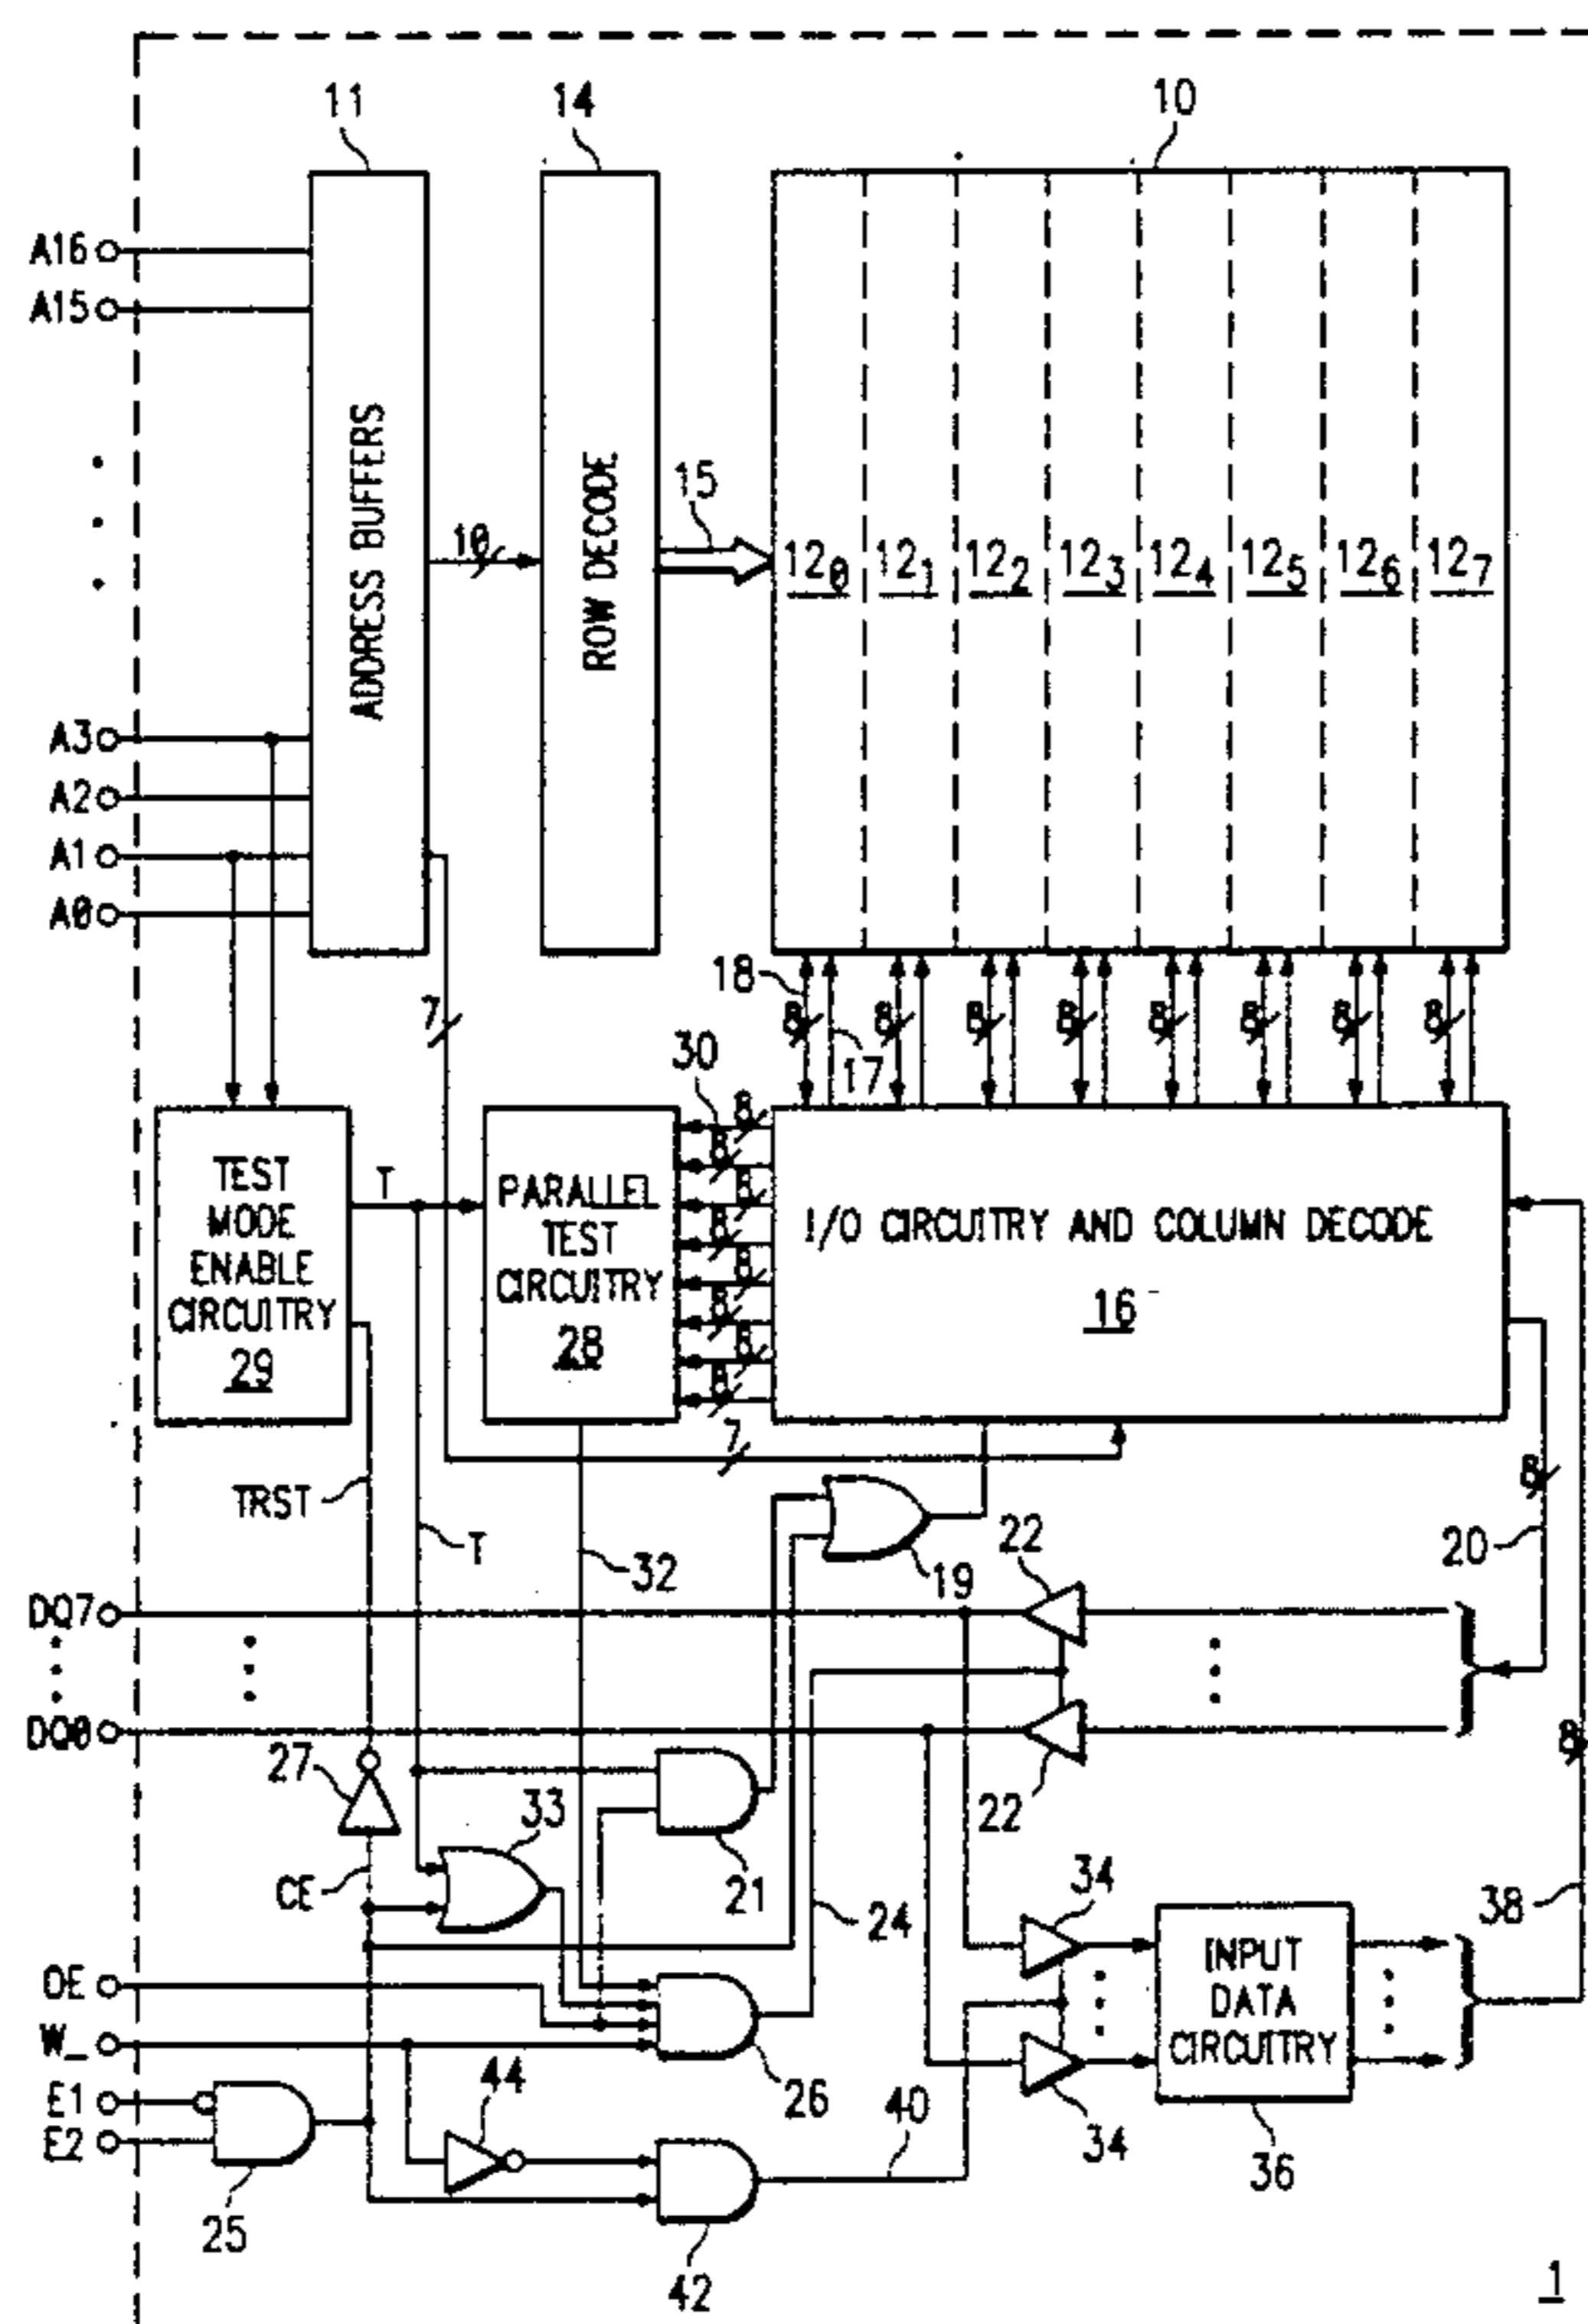 11
14
10
A16
A15
ADDRESS BUFFERS
10
ROW DECODE
15
12₀ 12₁ 12₂ 12₃ 12₄ 12₅ 12₆ 12₇
A3
A2
A1
A0
18
7
8 8 8 8 8 8 8 8
17
30
8
8
8
8
8
8
8
8
TEST
MODE
ENABLE
CIRCUITRY
29
T
PARALLEL
TEST
CIRCUITRY
28
I/O CIRCUITRY AND COLUMN DECODE
16
7
TRST
T
32
19
22
8
20
DQ7
DQ0
27
33
21
22
8
CE
24
34
38
INPUT
DATA
CIRCUITRY
OE
W_
E1
E2
44
26
40
34
36
25
42
1